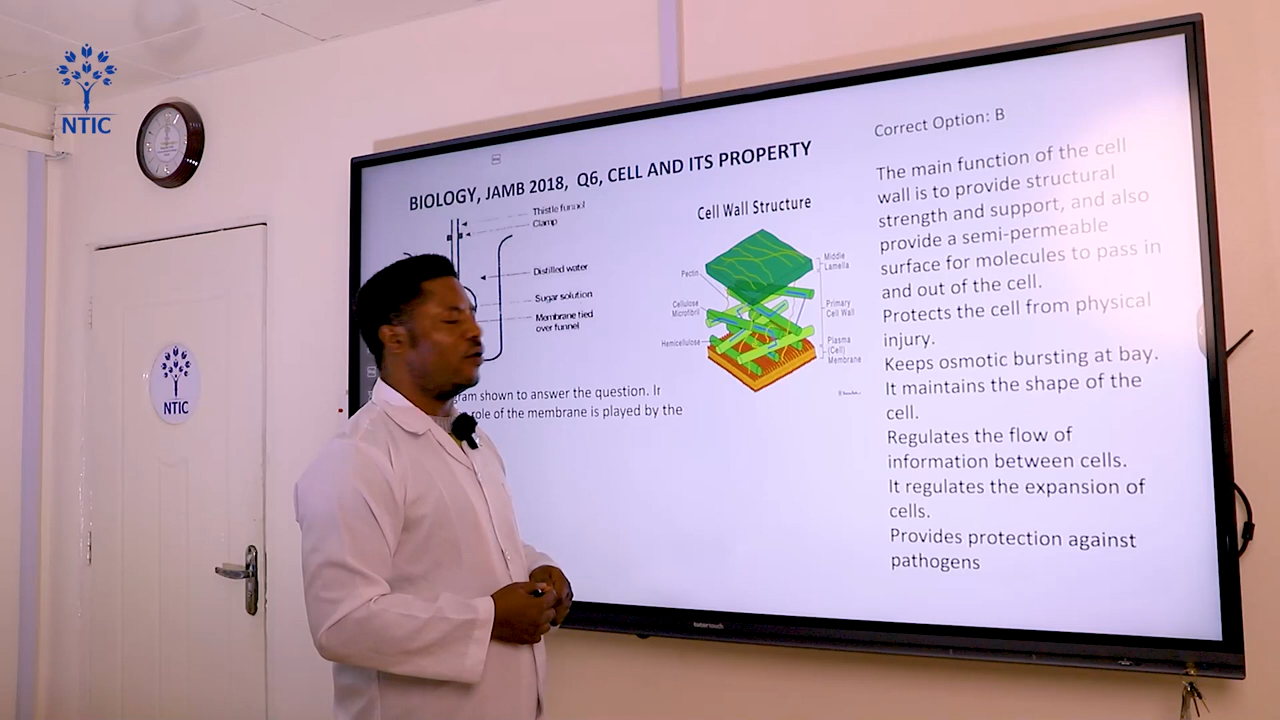 NTIC
NTIC
BIOLOGY, JAMB 2018, Q6, CELL AND ITS PROPERTY
Thistle funnel
Clamp
Distilled water
Sugar solution
Membrane tied
over funnel
gram shown to answer the question. In
role of the membrane is played by the
Cell Wall Structure
Pectin
Middle
Lamella
Cellulose
Microfibril
Primary
Cell Wall
Hemicellulose
Plasma
(Cell)
Membrane
Correct Option: B
The main function of the cell
wall is to provide structural
strength and support, and also
provide a semi-permeable
surface for molecules to pass in
and out of the cell.
Protects the cell from physical
injury.
Keeps osmotic bursting at bay.
It maintains the shape of the
cell.
Regulates the flow of
information between cells.
It regulates the expansion of
cells.
Provides protection against
pathogens